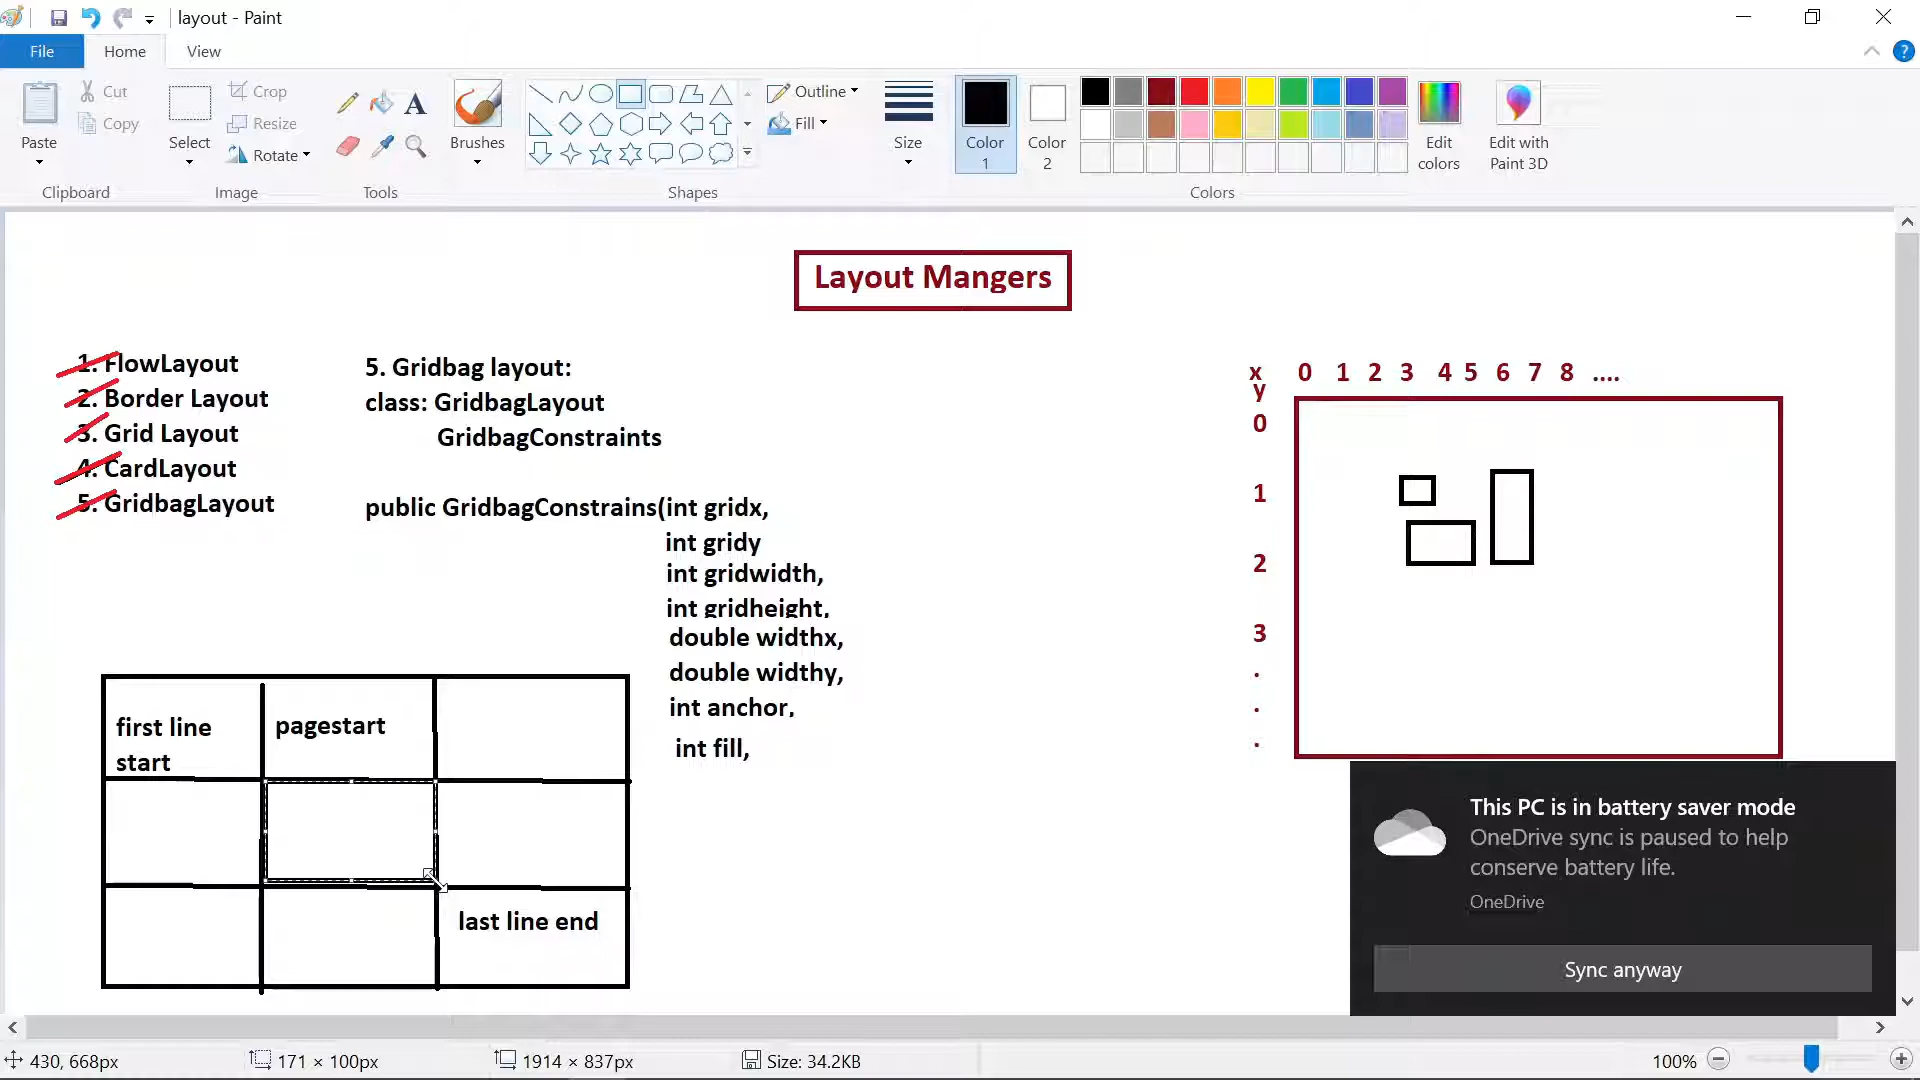 layout - Paint
File
Home
View
Paste
Cut
Copy
Clipboard
Select
Crop
Resize
Rotate
Image
Tools
Brushes
Shapes
Outline
Fill
Size
Color
1
Color
2
Edit
colors
Edit with
Paint 3D
Colors
Layout Mangers
1. FlowLayout
2. Border Layout
3. Grid Layout
4. CardLayout
5. GridbagLayout
5. Gridbag layout:
class: GridbagLayout
GridbagConstraints
public GridbagConstrains(int gridx,
int gridy
int gridwidth,
int gridheight,
double widthx,
double widthy,
int anchor,
int fill,
x 0 1 2 3 4 5 6 7 8 ....
y
0
1
2
3
.
.
.
first line
start
pagestart
last line end
This PC is in battery saver mode
OneDrive sync is paused to help
conserve battery life.
OneDrive
Sync anyway
430, 668px
171 × 100px
1914 × 837px
Size: 34.2KB
100%